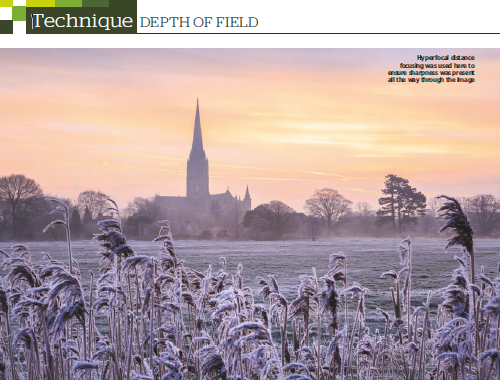 Technique DEPTH OF FIELD
Hyperfocal distance
focusing was used here to
ensure sharpness was present
all the way through the image